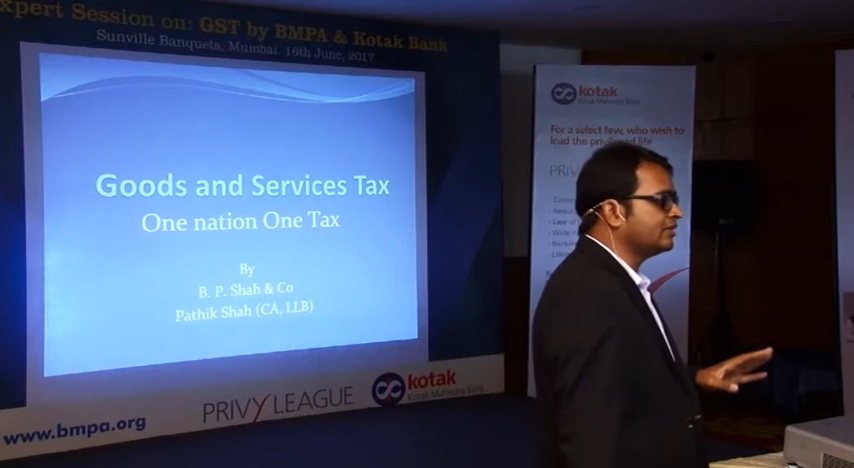 xpert Session on: GST by BMPA & Kotak Bank
Sunville Banquets, Mumbai. 16th June, 2017
Goods and Services Tax
One nation One Tax
By
B. P. Shah & Co
Pathik Shah (CA, LLB)
www.bmpa.org
PRIVY LEAGUE
kotak
Kotak Mahindra Bank
kotak
Kotak Mahindra Bank
For a select few, who wish to
lead the privileged life
PRIV